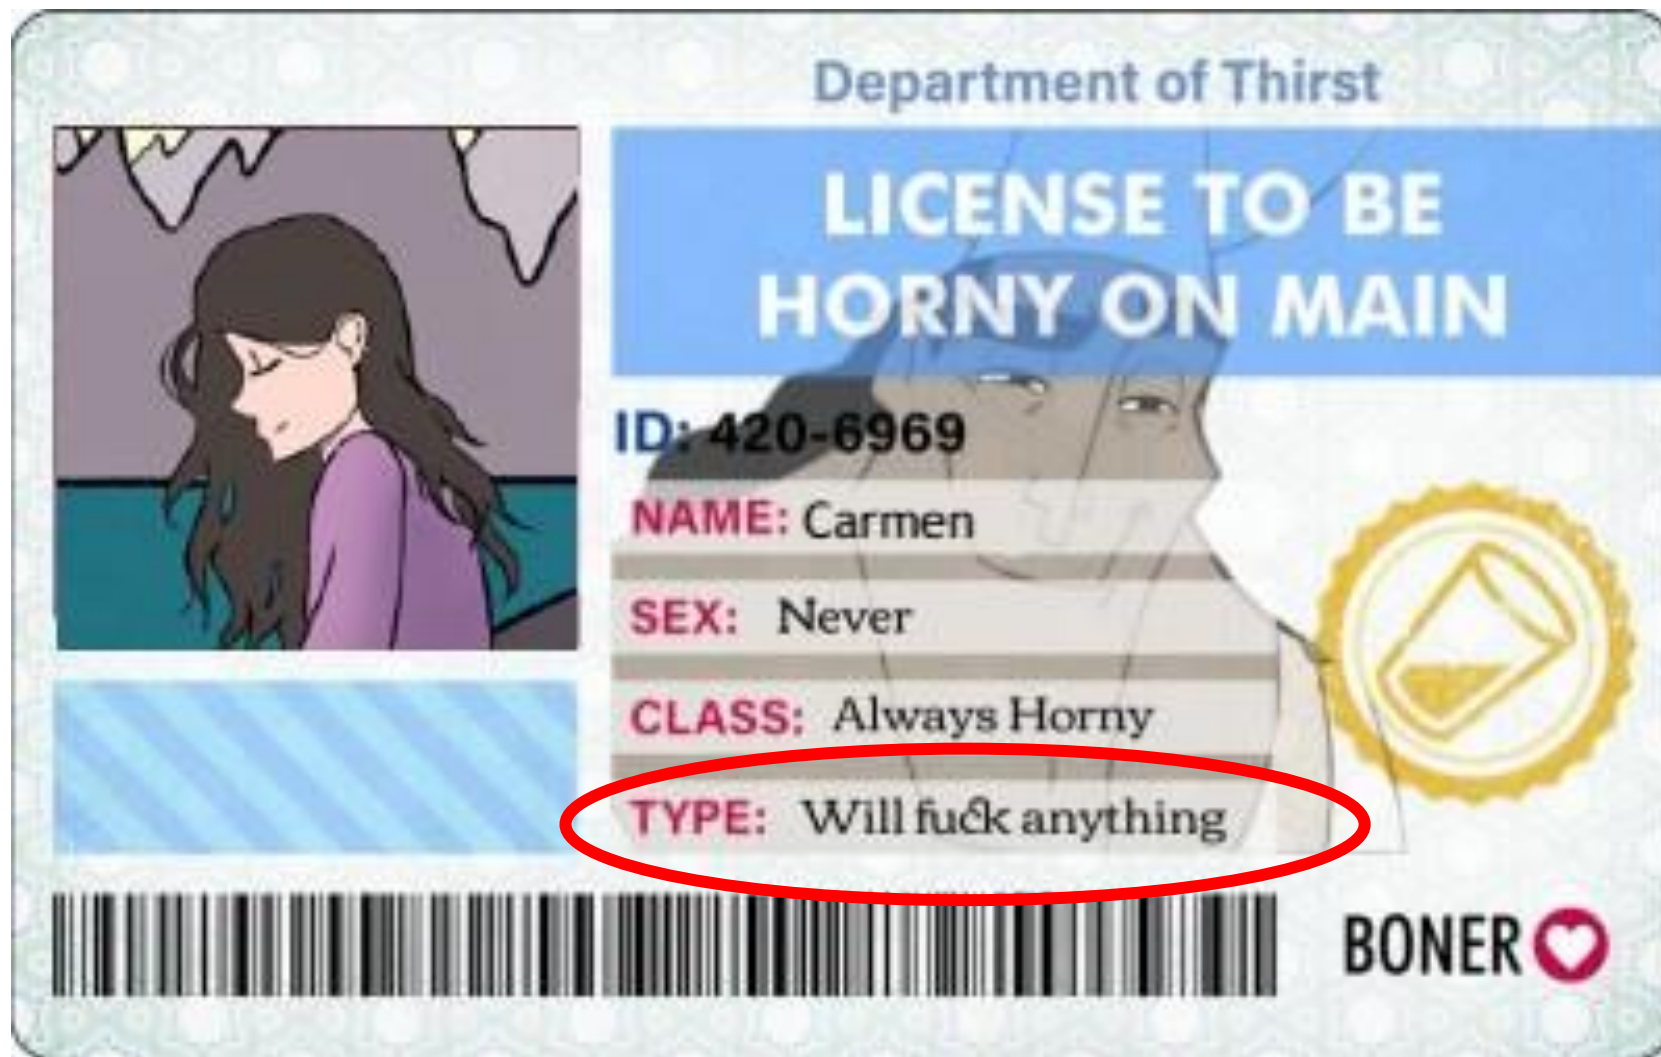 Department of Thirst
LICENSE TO BE
HORNY ON MAIN
ID: 420-6969
NAME: Carmen
SEX: Never
CLASS: Always Horny
TYPE: Will fuck anything
BONER